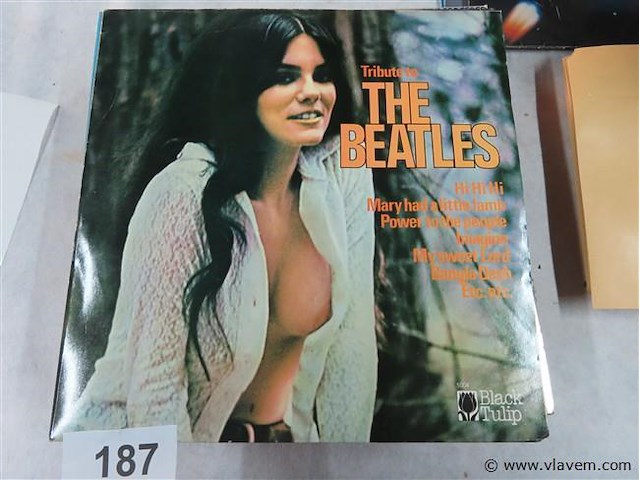 Tribute to
THE
BEATLES
Hi Hi Hi
Mary had a little lamb
Power to the people
Imagine
My sweet Lord
Bangla Desh
Etc. etc.
Black
Tulip
187
© www.vlavem.com